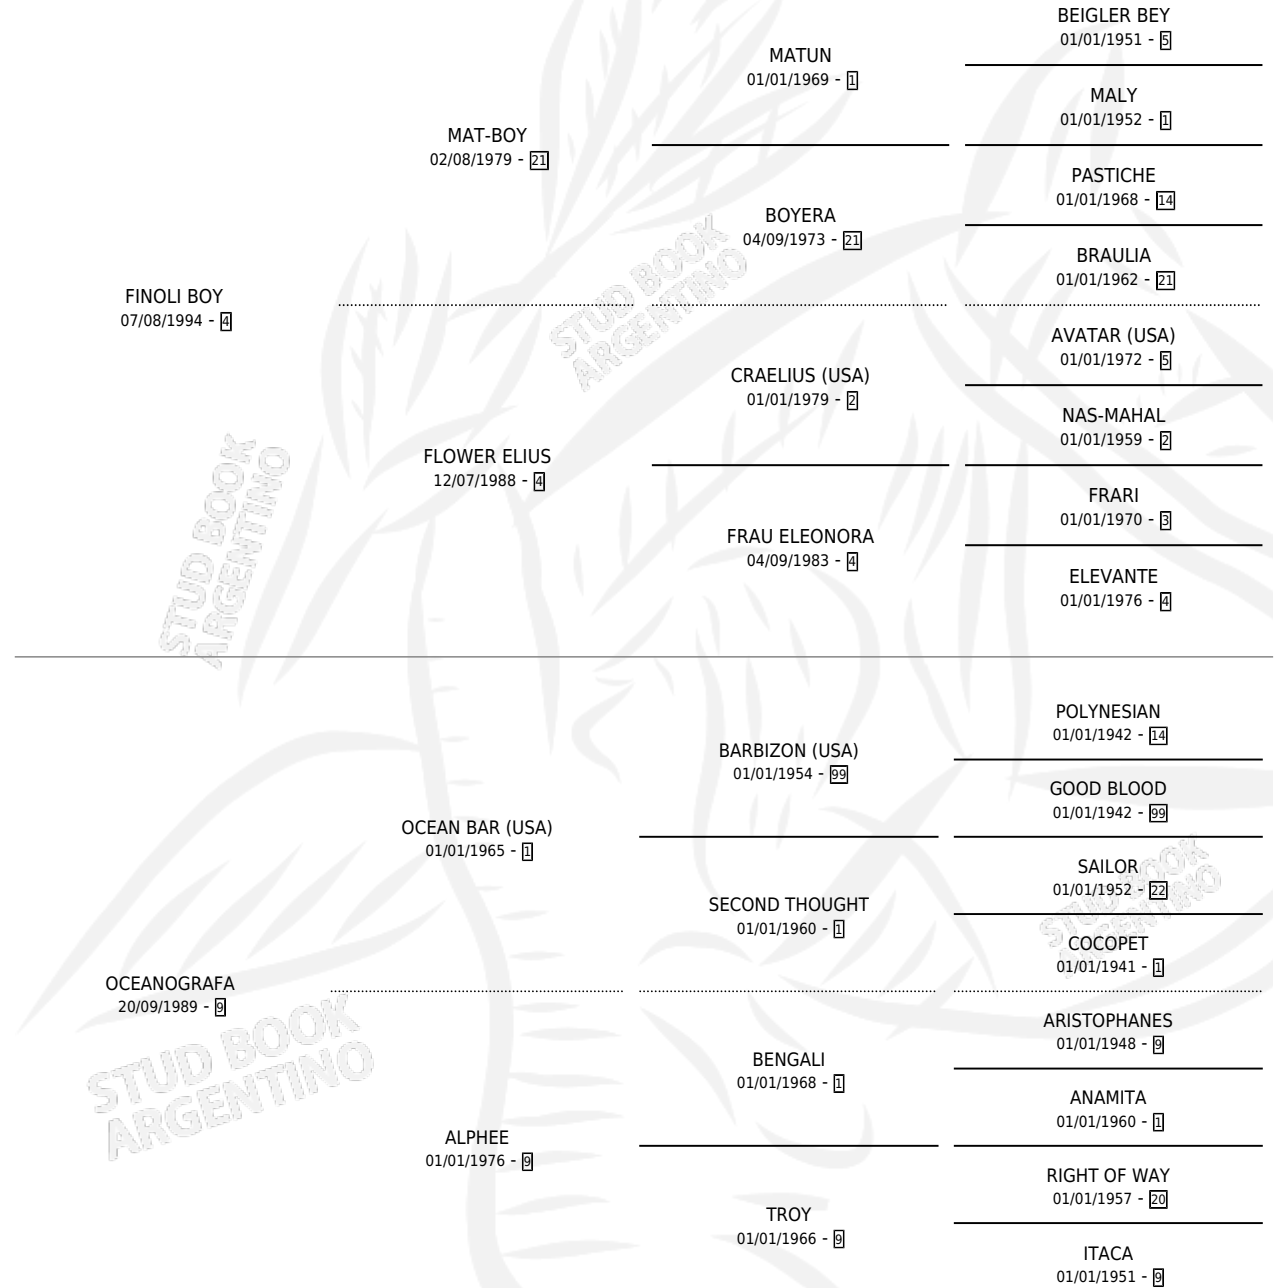 BEIGLER BEY
01/01/1951 - 5
MATUN
01/01/1969 - 1
MALY
01/01/1952 - 1
MAT-BOY
02/08/1979 - 21
PASTICHE
01/01/1968 - 14
BOYERA
04/09/1973 - 21
BRAULIA
01/01/1962 - 21
FINOLI BOY
07/08/1994 - 4
AVATAR (USA)
01/01/1972 - 5
CRAELIUS (USA)
01/01/1979 - 2
NAS-MAHAL
01/01/1959 - 2
FLOWER ELIUS
12/07/1988 - 4
FRARI
01/01/1970 - 3
FRAU ELEONORA
04/09/1983 - 4
ELEVANTE
01/01/1976 - 4
STUD BOOK
ARGENTINO
STUD BOOK
ARGENTINO
POLYNESIAN
01/01/1942 - 14
BARBIZON (USA)
01/01/1954 - 99
GOOD BLOOD
01/01/1942 - 99
OCEAN BAR (USA)
01/01/1965 - 1
SAILOR
01/01/1952 - 22
SECOND THOUGHT
01/01/1960 - 1
COCOPET
01/01/1941 - 1
OCEANOGRAFA
20/09/1989 - 9
ARISTOPHANES
01/01/1948 - 9
BENGALI
01/01/1968 - 1
ANAMITA
01/01/1960 - 1
ALPHEE
01/01/1976 - 9
RIGHT OF WAY
01/01/1957 - 20
TROY
01/01/1966 - 9
ITACA
01/01/1951 - 9
STUD BOOK
ARGENTINO
STUD BOOK
ARGENTINO